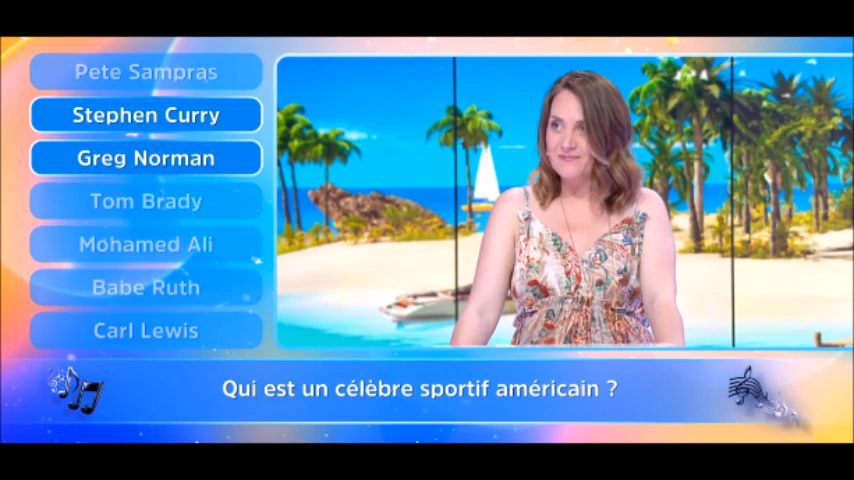 Pete Sampras
Stephen Curry
Greg Norman
Tom Brady
Mohamed Ali
Babe Ruth
Carl Lewis
Qui est un célèbre sportif américain ?